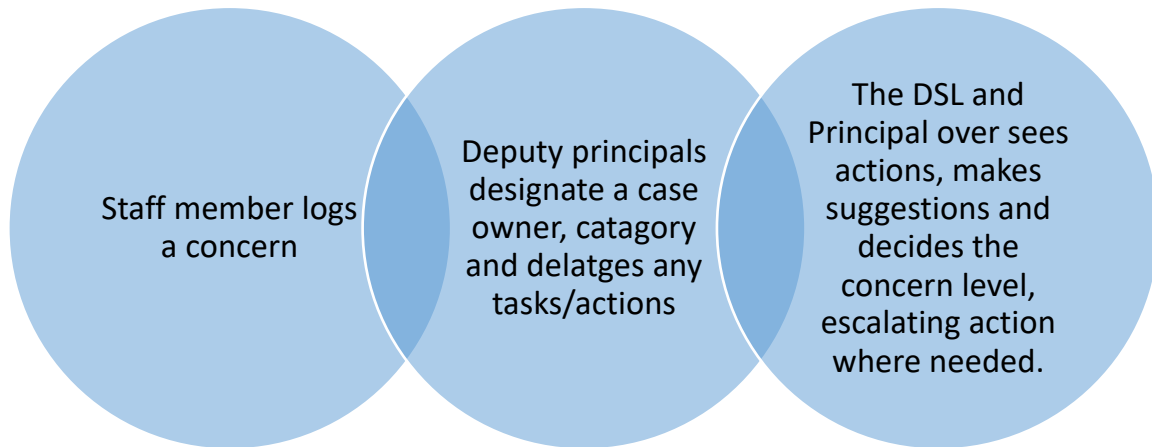 Staff member logs
a concern
Deputy principals
designate a case
owner, catagory
and delatges any
tasks/actions
The DSL and
Principal over sees
actions, makes
suggestions and
decides the
concern level,
escalating action
where needed.